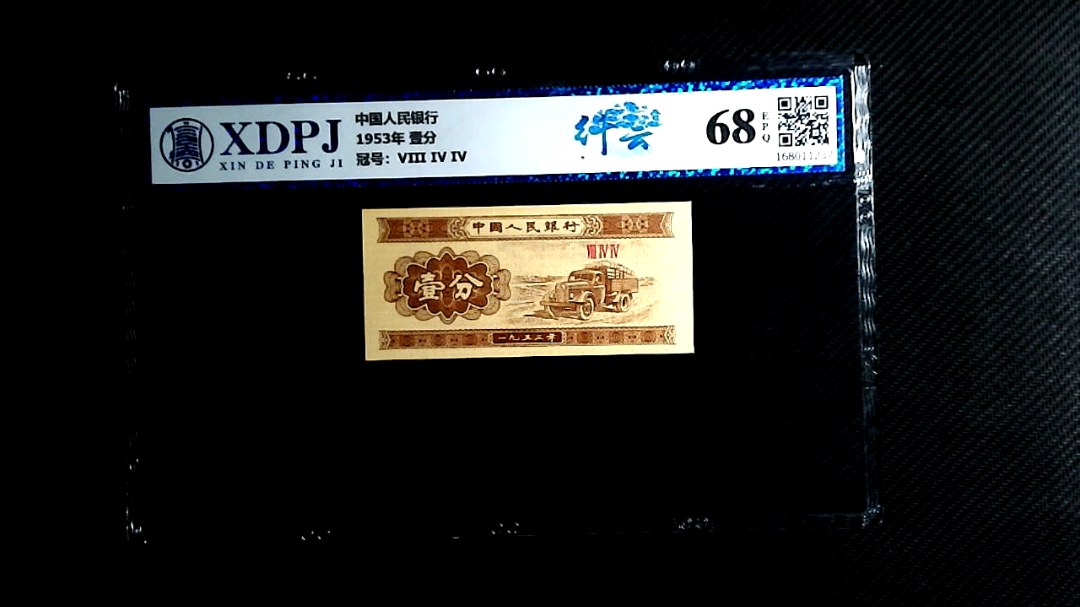 XDPJ
XIN DE PING JI
中国人民银行
1953年 壹分
冠号：VIII IV IV
68
EPQ
中國人民銀行
VIII IV IV
壹分
一九五三年